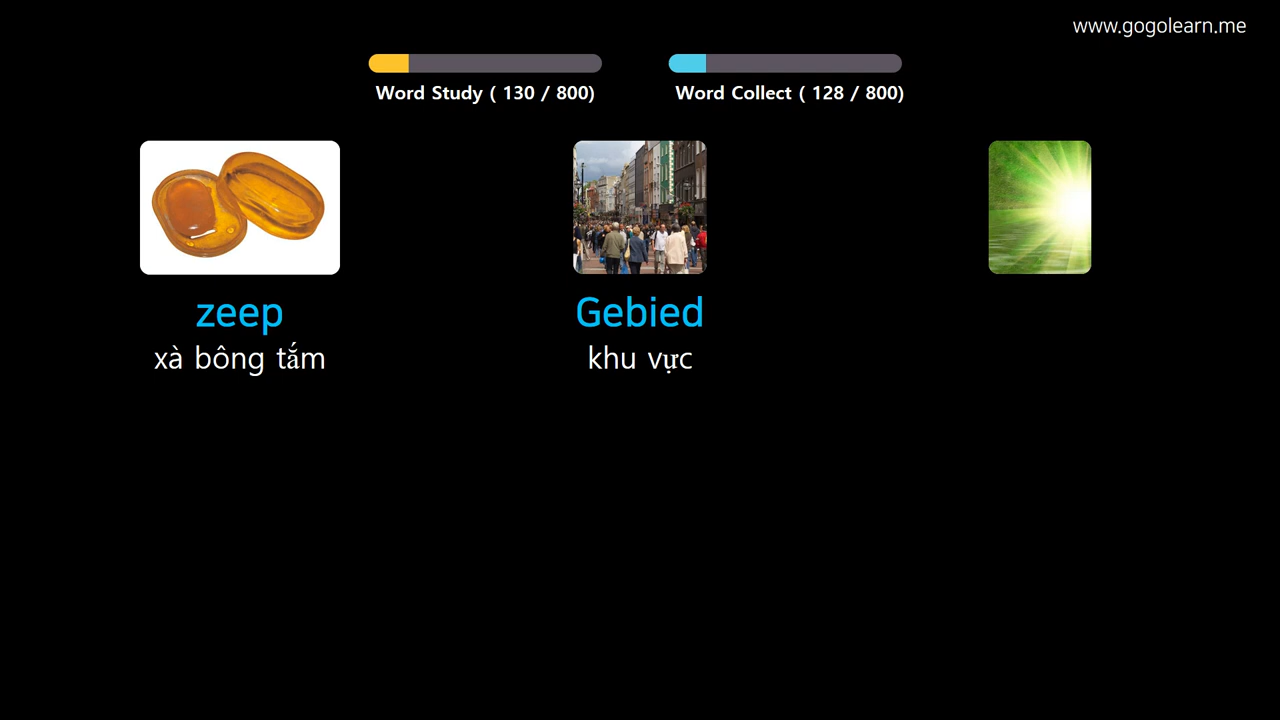 www.gogolearn.me
Word Study ( 130 / 800)
Word Collect ( 128 / 800)
zeep
xà bông tắm
Gebied
khu vực